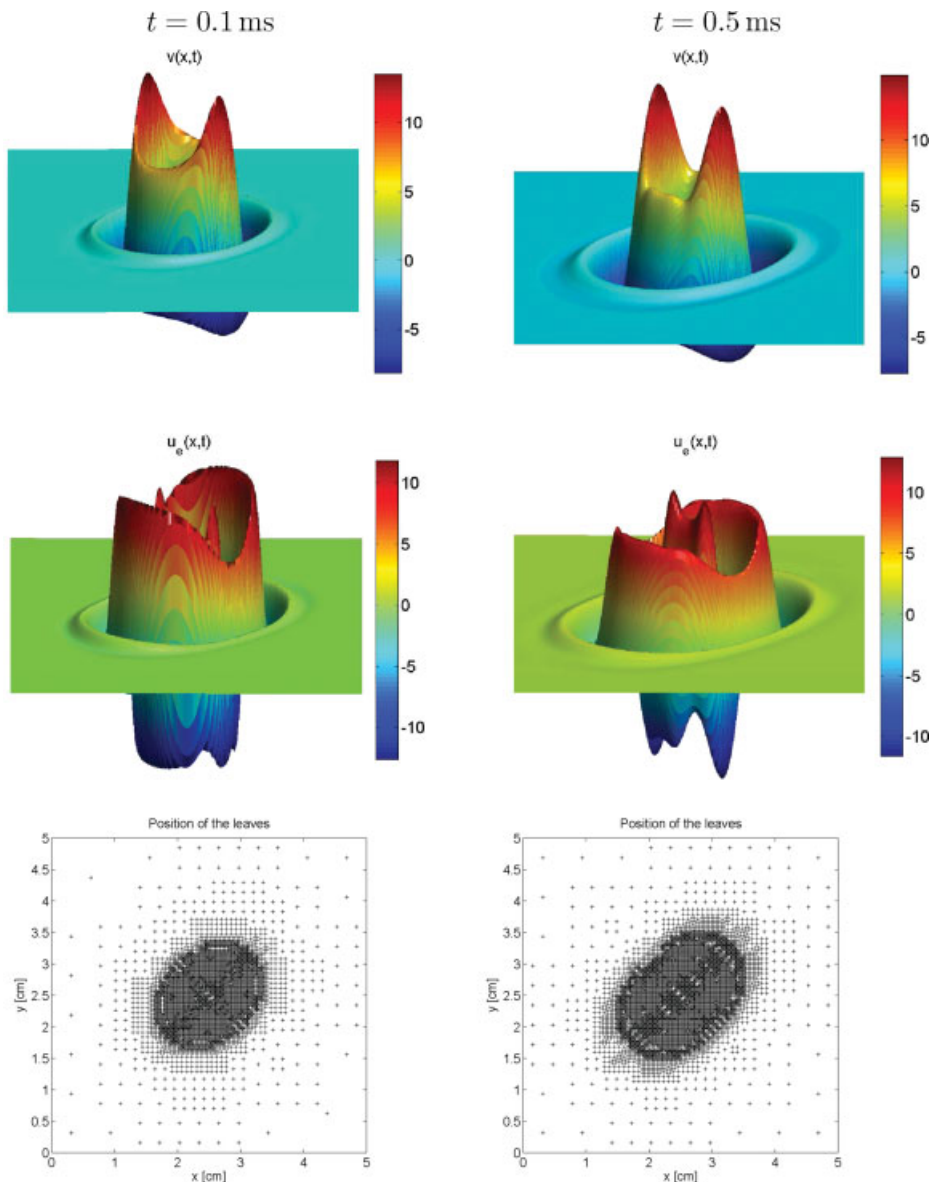 t = 0.1 ms
t = 0.5 ms
v(x,t)
v(x,t)
10
5
0
-5
10
5
0
-5
u_e(x,t)
u_e(x,t)
10
5
0
-5
-10
10
5
0
-5
-10
Position of the leaves
5
4.5
4
3.5
3
2.5
2
1.5
1
0.5
0
y [cm]
0 1 2 3 4 5
x [cm]
Position of the leaves
5
4.5
4
3.5
3
2.5
2
1.5
1
0.5
0
y [cm]
0 1 2 3 4 5
x [cm]